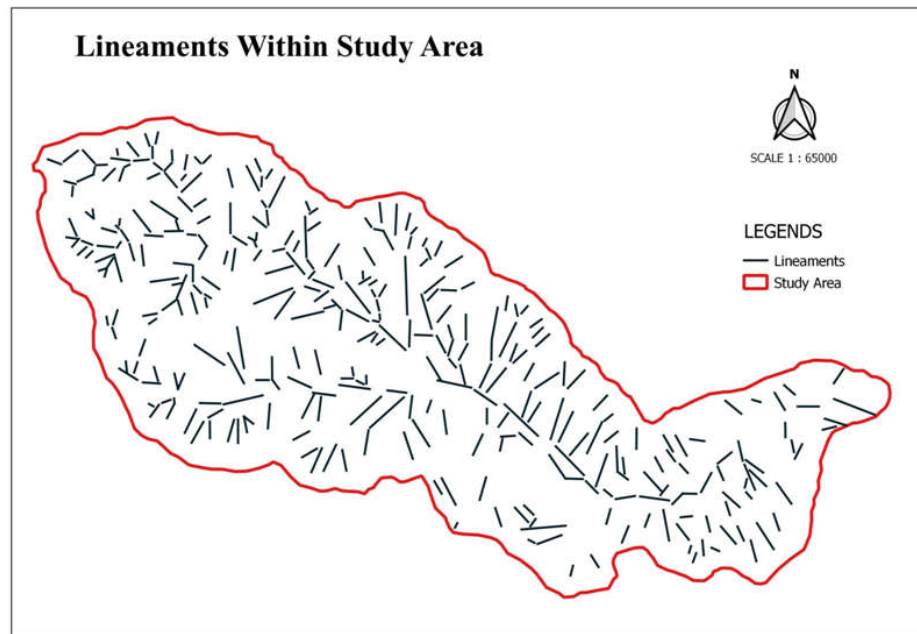 Lineaments Within Study Area
N
SCALE 1 : 65000
LEGENDS
Lineaments
Study Area